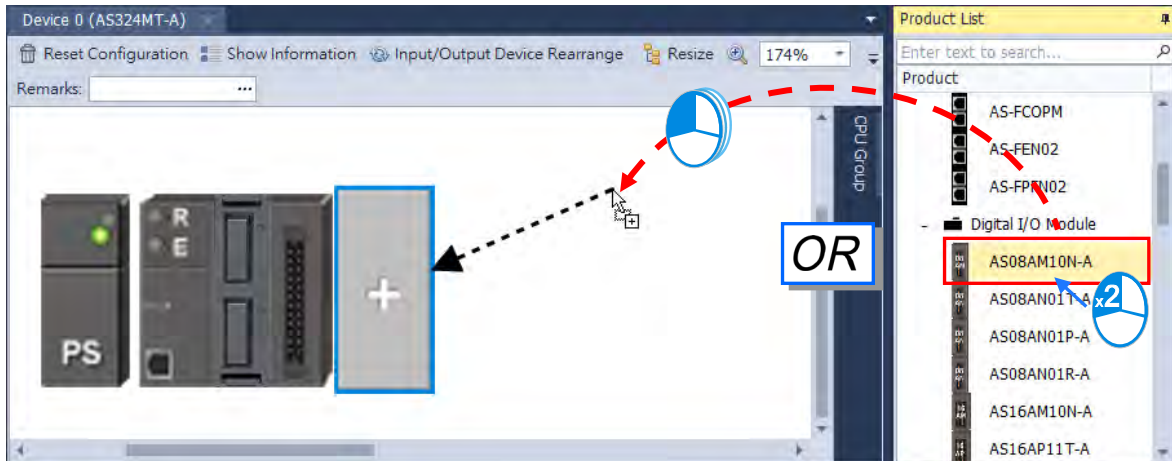 Device 0 (AS324MT-A)
Reset Configuration Show Information Input/Output Device Rearrange Resize 174%
Remarks: ...
R
E
PS
+
CPU Group
OR
Product List
Enter text to search...
Product
AS-FCOPM
AS-FEN02
AS-FPFN02
- Digital I/O Module
AS08AM10N-A
AS08AN01T-A
x2
AS08AN01P-A
AS08AN01R-A
AS16AM10N-A
AS16AP11T-A